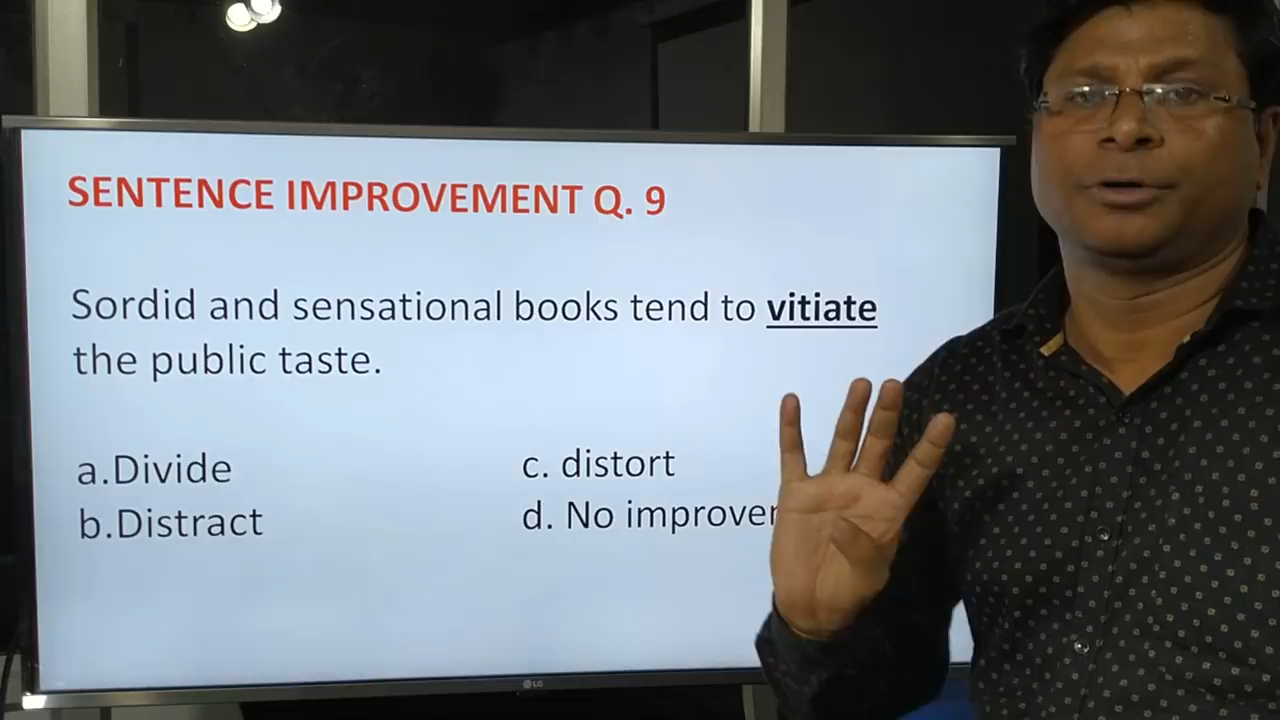 SENTENCE IMPROVEMENT Q. 9
Sordid and sensational books tend to vitiate
the public taste.
a.Divide
c. distort
b.Distract
d. No
LG